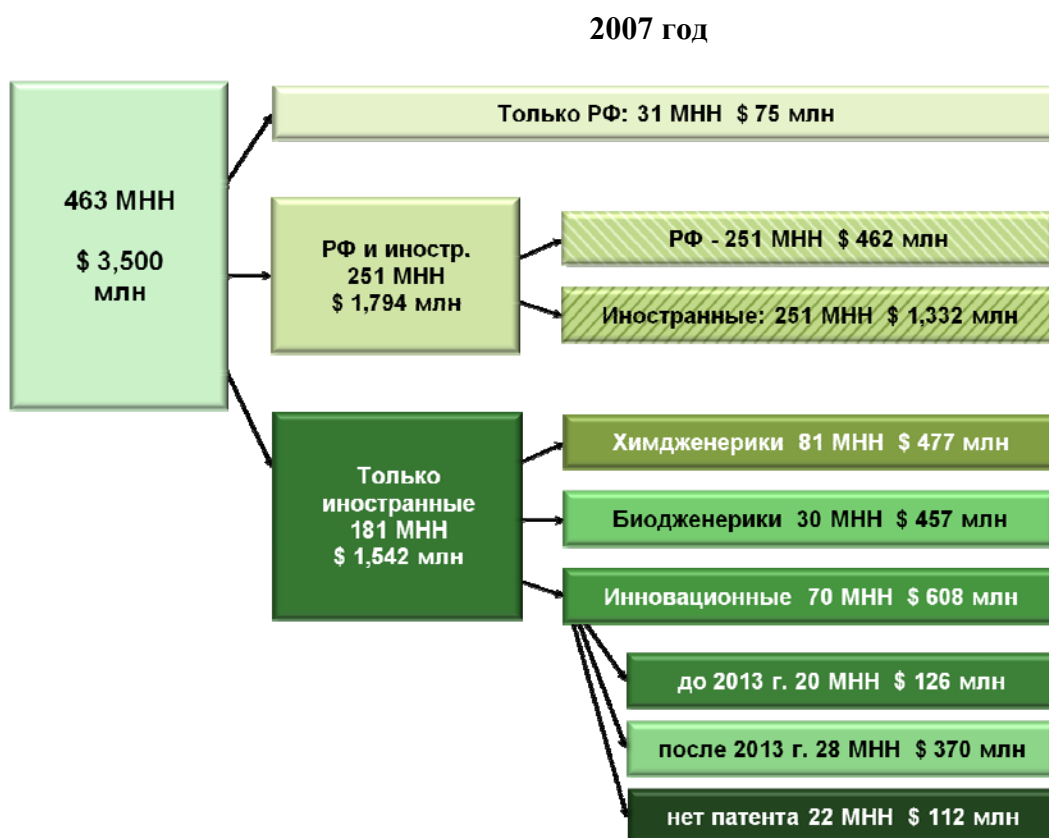 2007 год
Только РФ: 31 МНН $ 75 млн
463 МНН
$ 3,500
млн
РФ и иностр.
251 МНН
$ 1,794 млн
РФ - 251 МНН $ 462 млн
Иностранные: 251 МНН $ 1,332 млн
Только
иностранные
181 МНН
$ 1,542 млн
Химдженерики 81 МНН $ 477 млн
Биодженерики 30 МНН $ 457 млн
Инновационные 70 МНН $ 608 млн
до 2013 г. 20 МНН $ 126 млн
после 2013 г. 28 МНН $ 370 млн
нет патента 22 МНН $ 112 млн